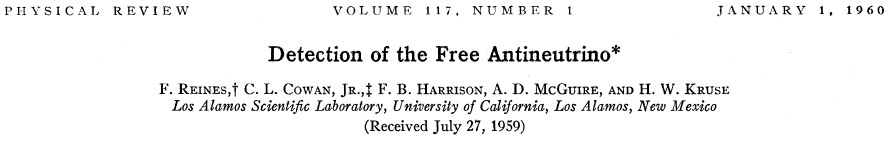 PHYSICAL REVIEW VOLUME 117, NUMBER 1 JANUARY 1, 1960
Detection of the Free Antineutrino*
F. REINES,† C. L. COWAN, JR.,‡ F. B. HARRISON, A. D. MCGUIRE, AND H. W. KRUSE
Los Alamos Scientific Laboratory, University of California, Los Alamos, New Mexico
(Received July 27, 1959)